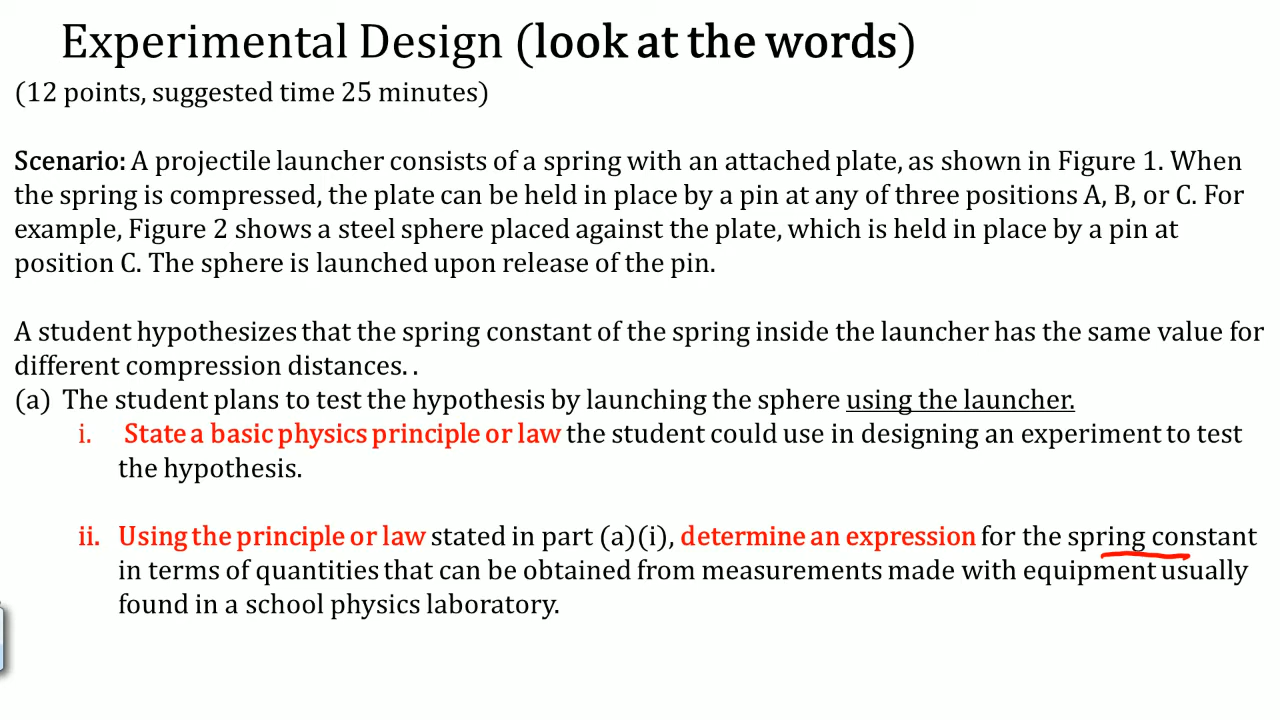 Experimental Design (look at the words)
(12 points, suggested time 25 minutes)
Scenario: A projectile launcher consists of a spring with an attached plate, as shown in Figure 1. When
the spring is compressed, the plate can be held in place by a pin at any of three positions A, B, or C. For
example, Figure 2 shows a steel sphere placed against the plate, which is held in place by a pin at
position C. The sphere is launched upon release of the pin.
A student hypothesizes that the spring constant of the spring inside the launcher has the same value for
different compression distances. .
(a) The student plans to test the hypothesis by launching the sphere using the launcher.
i. State a basic physics principle or law the student could use in designing an experiment to test
the hypothesis.
ii. Using the principle or law stated in part (a)(i), determine an expression for the spring constant
in terms of quantities that can be obtained from measurements made with equipment usually
found in a school physics laboratory.